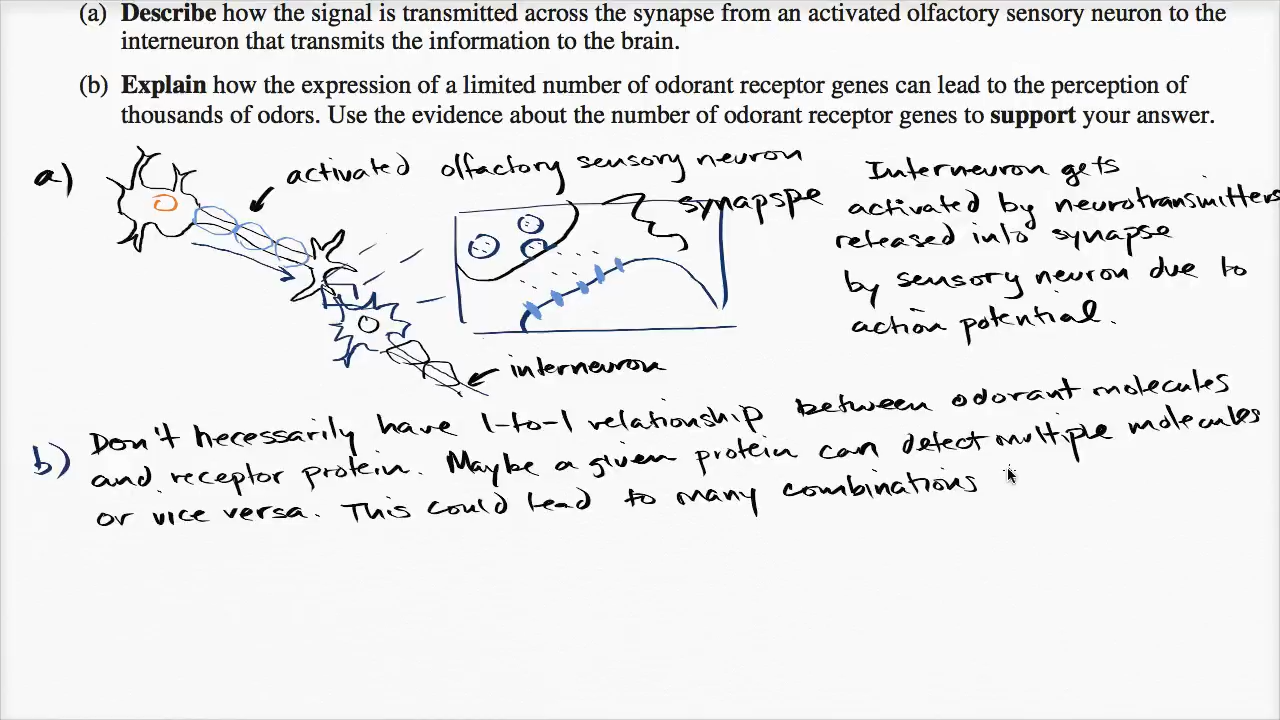 (a) Describe how the signal is transmitted across the synapse from an activated olfactory sensory neuron to the
interneuron that transmits the information to the brain.
(b) Explain how the expression of a limited number of odorant receptor genes can lead to the perception of
thousands of odors. Use the evidence about the number of odorant receptor genes to support your answer.
a)
activated olfactory sensory neuron
synapspe
interneuron
Interneuron gets
activated by neurotransmitters
released into synapse
by sensory neuron due to
action potential.
b) Don't necessarily have 1-to-1 relationship between odorant molecules
and receptor protein. Maybe a given protein can detect multiple molecules
or vice versa. This could lead to many combinations